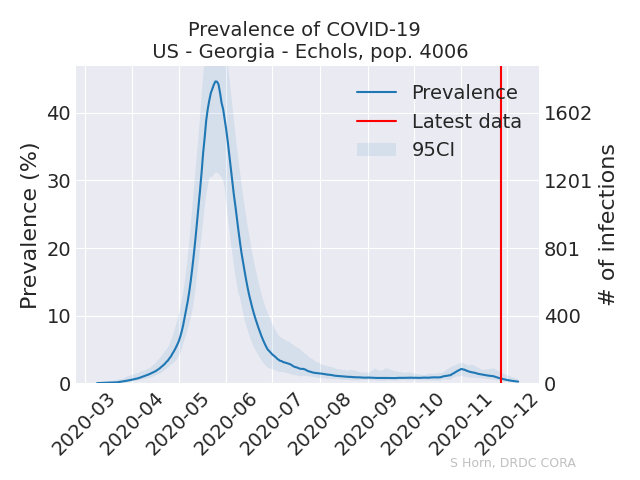 Prevalence of COVID-19
US - Georgia - Echols, pop. 4006
Prevalence
Latest data
95CI
Prevalence (%)
40
30
20
10
0
1602
1201
801
400
0
# of infections
2020-03
2020-04
2020-05
2020-06
2020-07
2020-08
2020-09
2020-10
2020-11
2020-12
S Horn, DRDC CORA